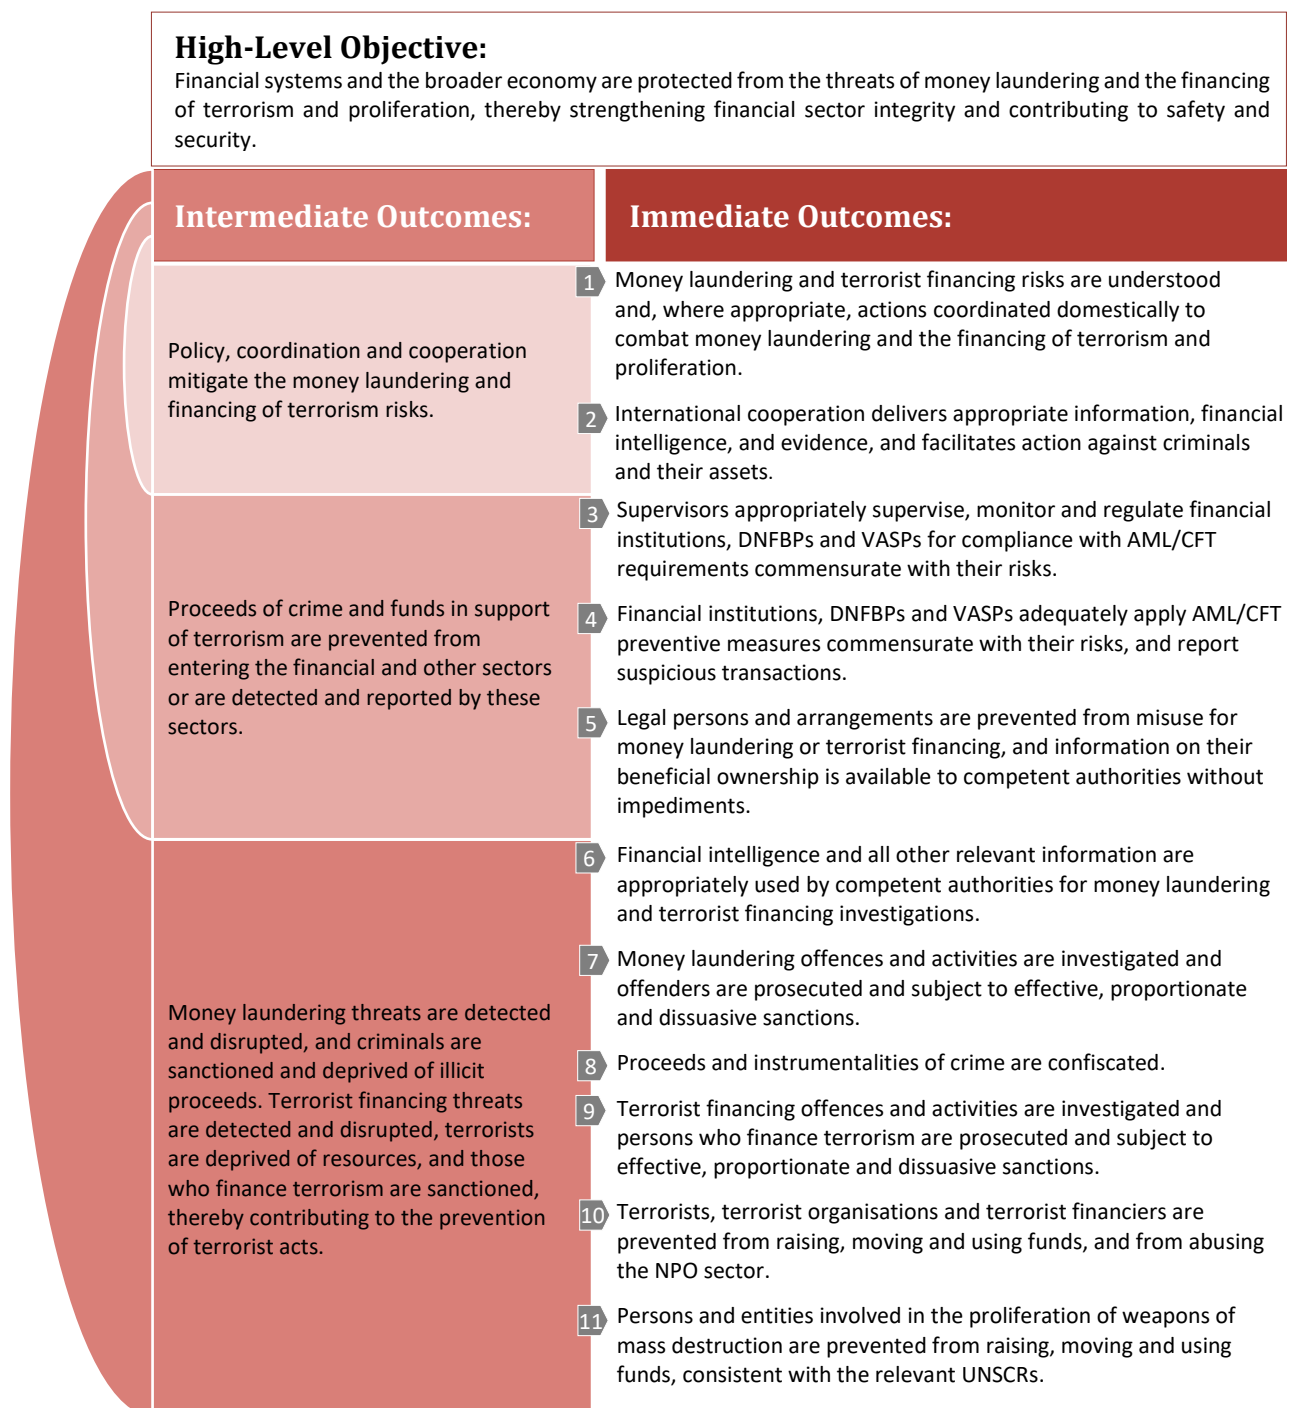 High-Level Objective:
Financial systems and the broader economy are protected from the threats of money laundering and the financing
of terrorism and proliferation, thereby strengthening financial sector integrity and contributing to safety and
security.
Intermediate Outcomes:
Immediate Outcomes:
Policy, coordination and cooperation
mitigate the money laundering and
financing of terrorism risks.
1
Money laundering and terrorist financing risks are understood
and, where appropriate, actions coordinated domestically to
combat money laundering and the financing of terrorism and
proliferation.
2
International cooperation delivers appropriate information, financial
intelligence, and evidence, and facilitates action against criminals
and their assets.
Proceeds of crime and funds in support
of terrorism are prevented from
entering the financial and other sectors
or are detected and reported by these
sectors.
3
Supervisors appropriately supervise, monitor and regulate financial
institutions, DNFBPs and VASPs for compliance with AML/CFT
requirements commensurate with their risks.
4
Financial institutions, DNFBPs and VASPs adequately apply AML/CFT
preventive measures commensurate with their risks, and report
suspicious transactions.
5
Legal persons and arrangements are prevented from misuse for
money laundering or terrorist financing, and information on their
beneficial ownership is available to competent authorities without
impediments.
Money laundering threats are detected
and disrupted, and criminals are
sanctioned and deprived of illicit
proceeds. Terrorist financing threats
are detected and disrupted, terrorists
are deprived of resources, and those
who finance terrorism are sanctioned,
thereby contributing to the prevention
of terrorist acts.
6
Financial intelligence and all other relevant information are
appropriately used by competent authorities for money laundering
and terrorist financing investigations.
7
Money laundering offences and activities are investigated and
offenders are prosecuted and subject to effective, proportionate
and dissuasive sanctions.
8
Proceeds and instrumentalities of crime are confiscated.
9
Terrorist financing offences and activities are investigated and
persons who finance terrorism are prosecuted and subject to
effective, proportionate and dissuasive sanctions.
10
Terrorists, terrorist organisations and terrorist financiers are
prevented from raising, moving and using funds, and from abusing
the NPO sector.
11
Persons and entities involved in the proliferation of weapons of
mass destruction are prevented from raising, moving and using
funds, consistent with the relevant UNSCRs.